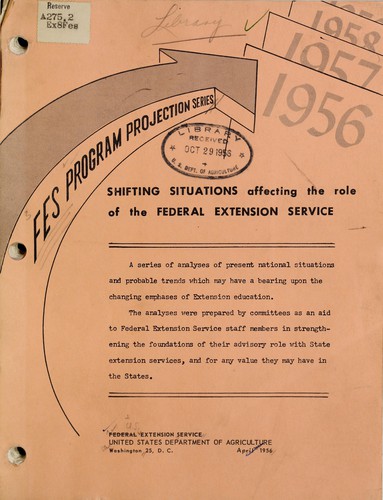 Reserve
A275.2
Ex8Fes
Library
1959
1958
1957
1956
FES PROGRAM PROJECTION SERIES
LIBRARY
RECEIVED
OCT 29 1956
U. S. DEPT. OF AGRICULTURE
SHIFTING SITUATIONS affecting the role
of the FEDERAL EXTENSION SERVICE
A series of analyses of present national situations
and probable trends which may have a bearing upon the
changing emphases of Extension education.
The analyses were prepared by committees as an aid
to Federal Extension Service staff members in strength-
ening the foundations of their advisory role with State
extension services, and for any value they may have in
the States.
FEDERAL EXTENSION SERVICE
UNITED STATES DEPARTMENT OF AGRICULTURE
Washington 25, D. C. April 1956